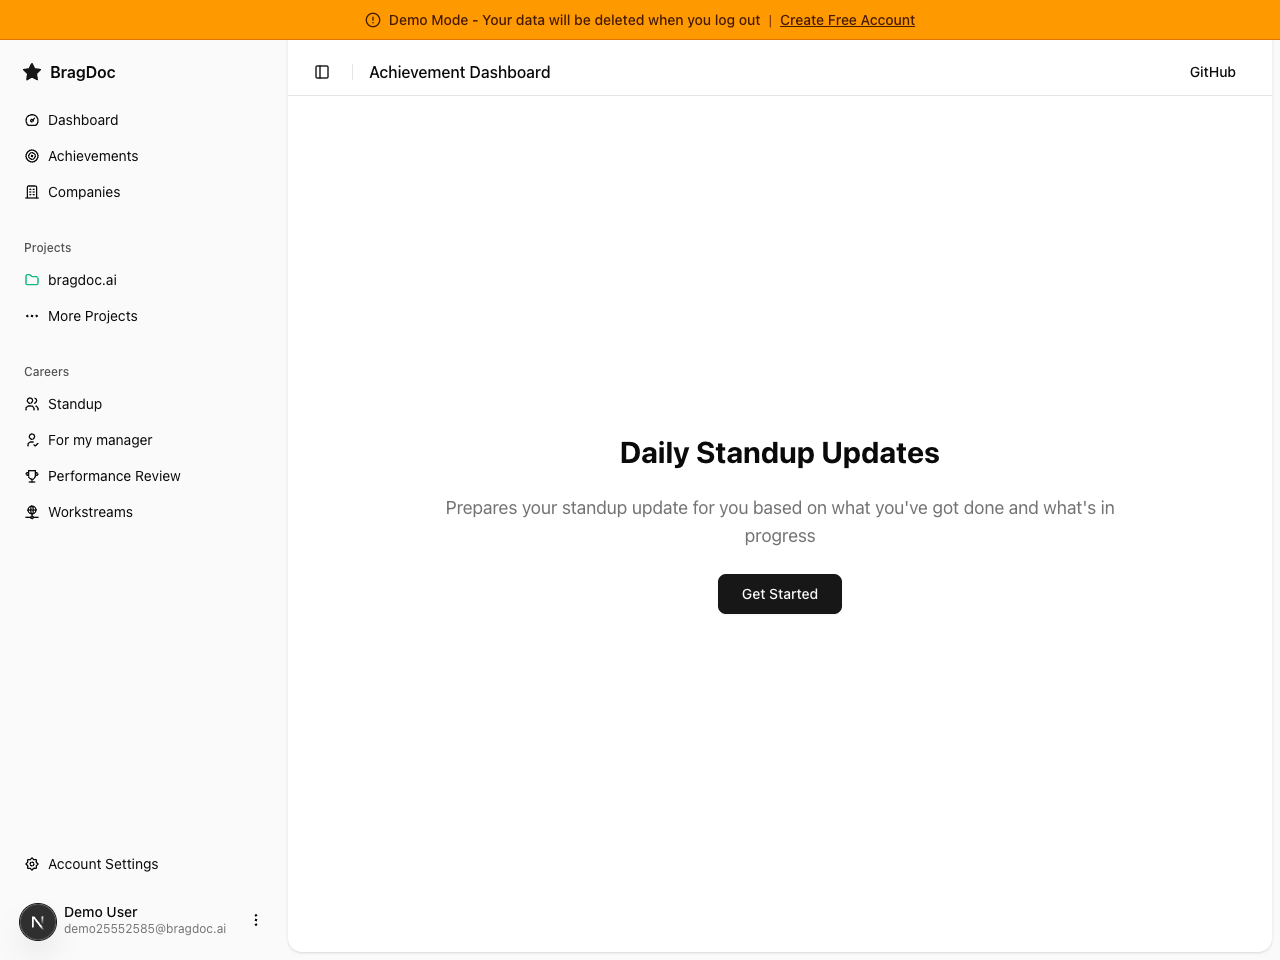 Demo Mode - Your data will be deleted when you log out | Create Free Account
BragDoc
Dashboard
Achievements
Companies
Projects
bragdoc.ai
More Projects
Careers
Standup
For my manager
Performance Review
Workstreams
Account Settings
N
Demo User
demo25552585@bragdoc.ai
Achievement Dashboard
GitHub
Daily Standup Updates
Prepares your standup update for you based on what you've got done and what's in
progress
Get Started